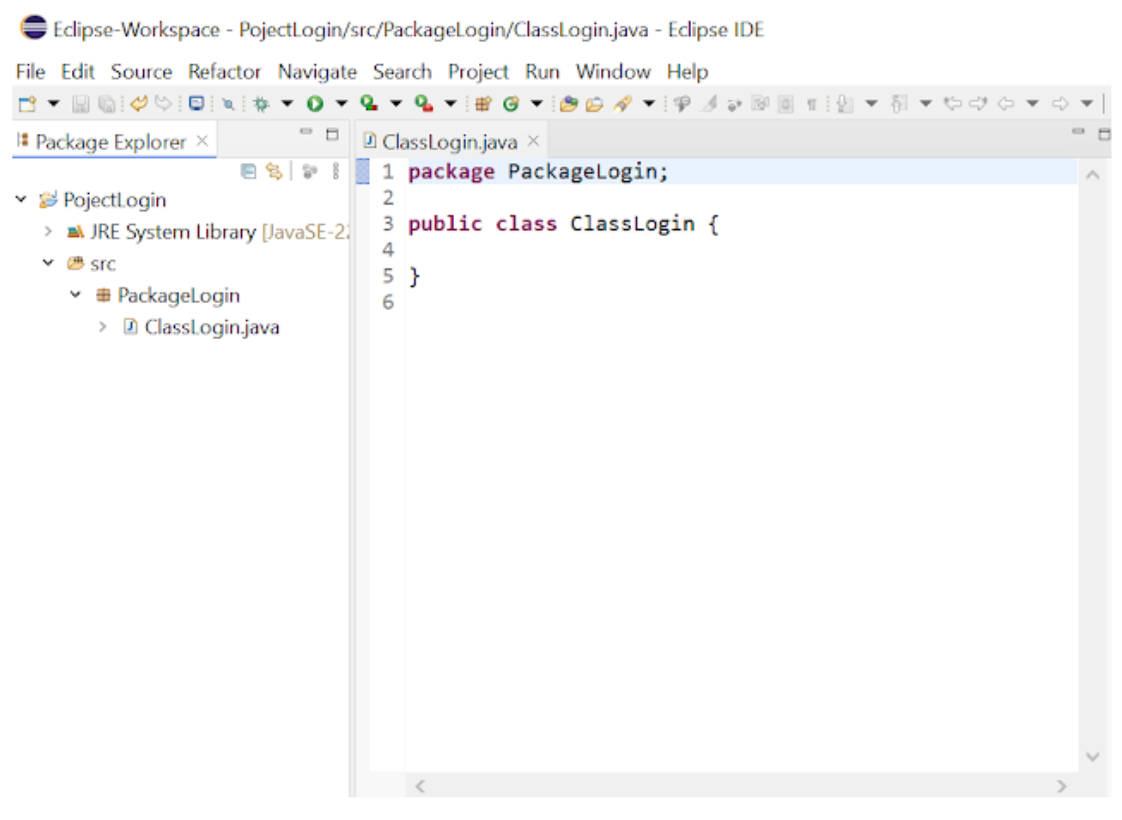 Eclipse-Workspace - PojectLogin/src/PackageLogin/ClassLogin.java - Eclipse IDE
File Edit Source Refactor Navigate Search Project Run Window Help
Package Explorer
PojectLogin
JRE System Library [JavaSE-22
src
PackageLogin
ClassLogin.java
ClassLogin.java
1 package PackageLogin;
2
3 public class ClassLogin {
4
5 }
6